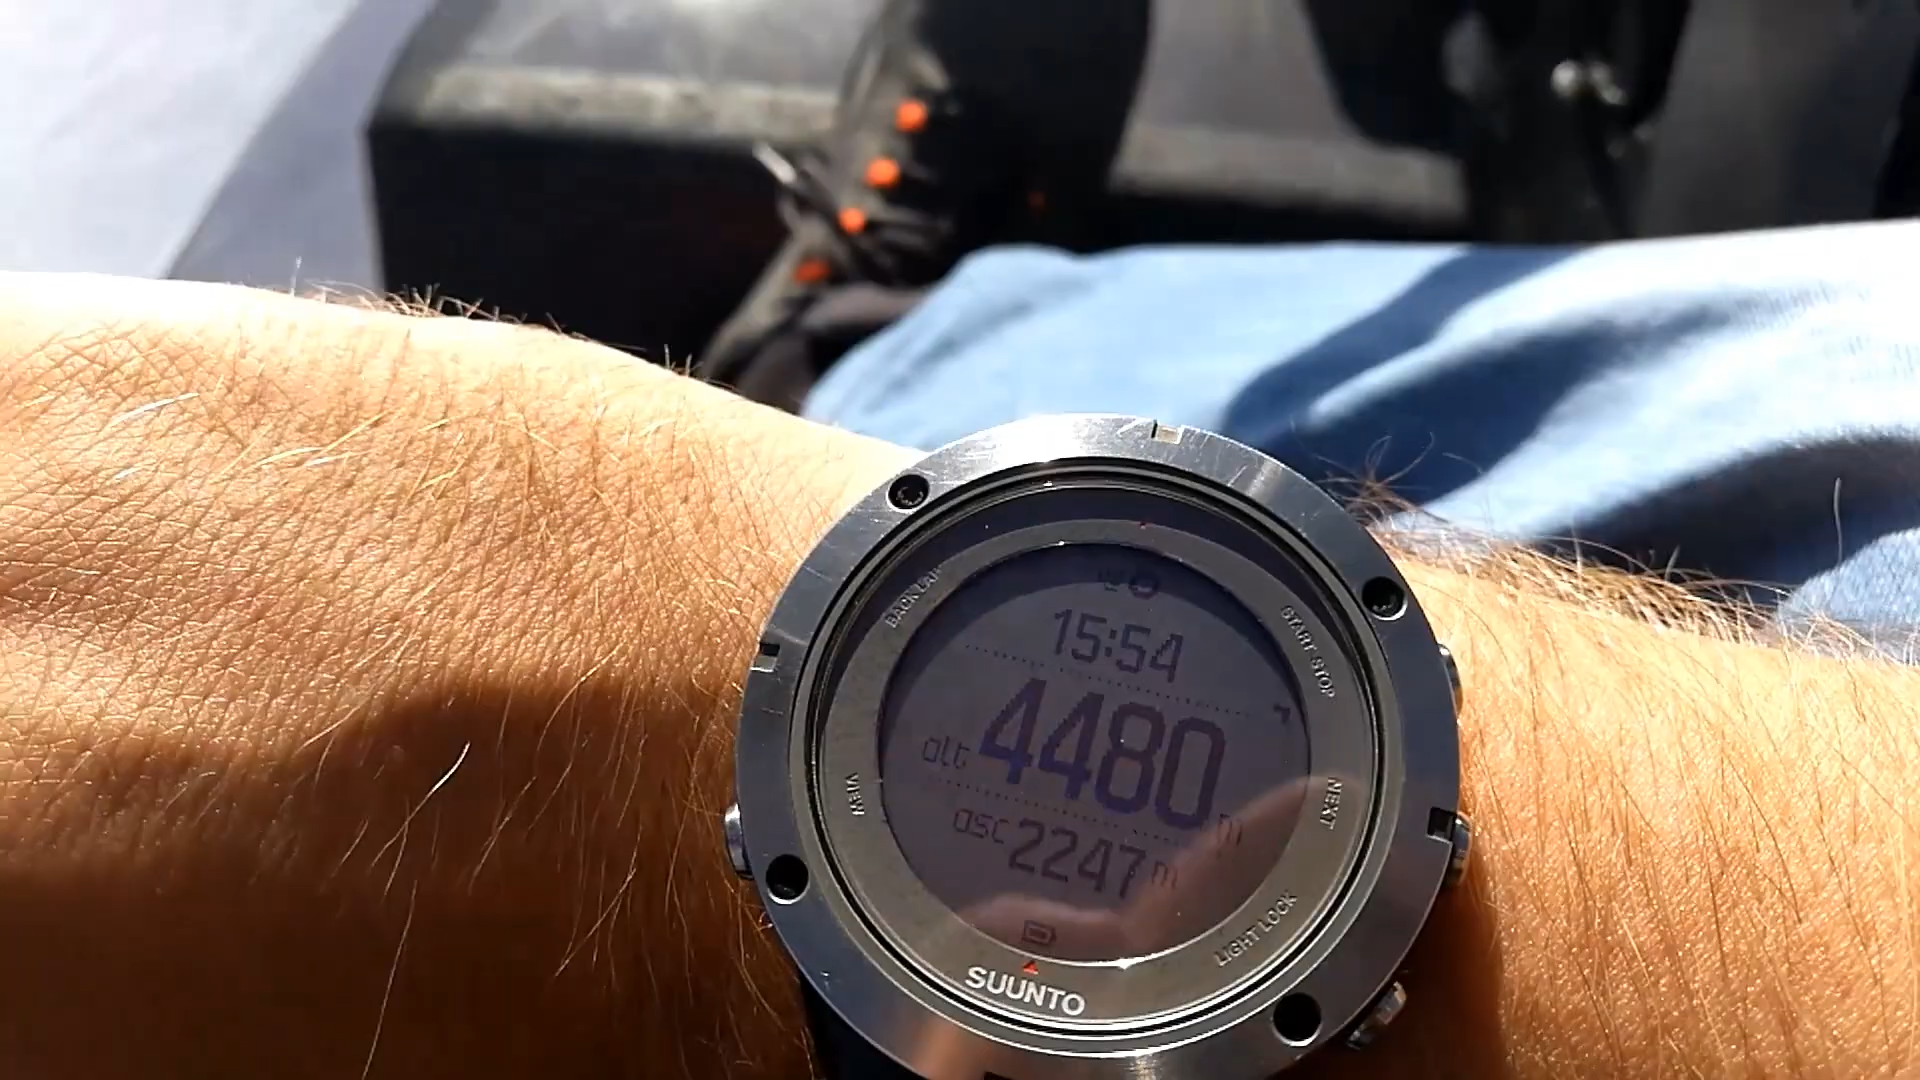 BACK LAP
START STOP
15:54
alt 4480 m
asc 2247 m
VIEW
NEXT
LIGHT LOCK
SUUNTO